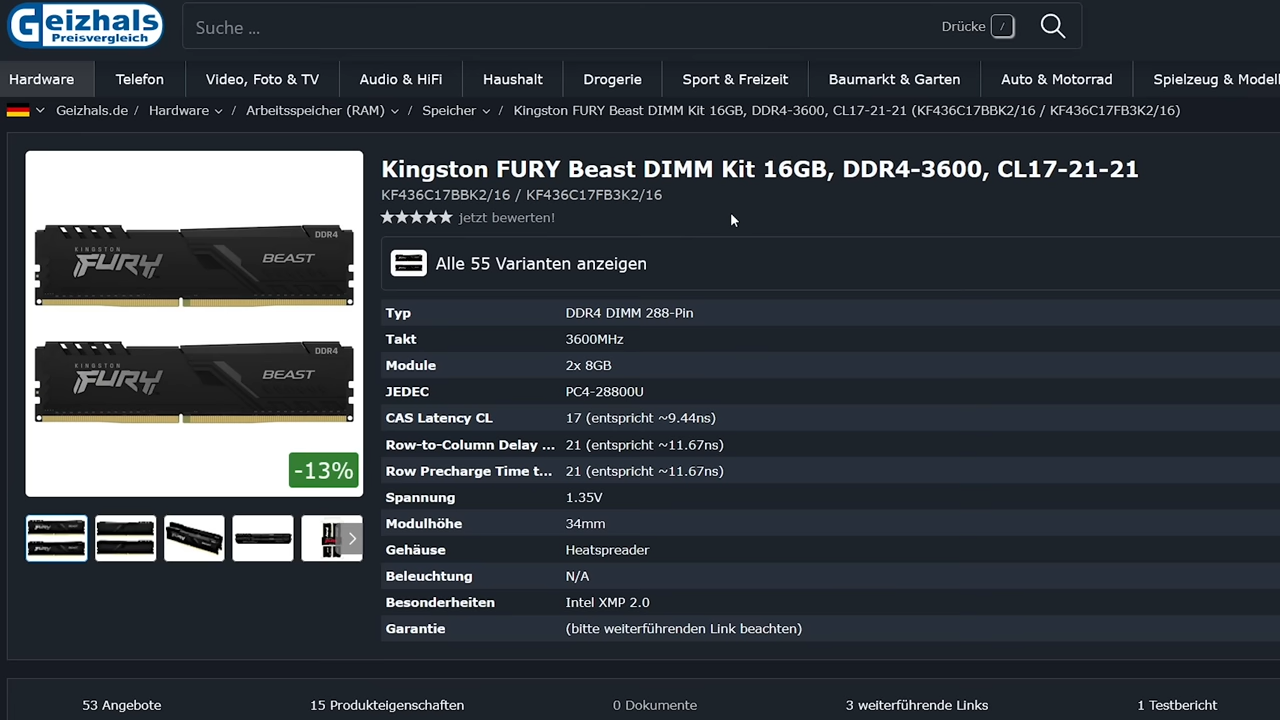 Geizhals
Preisvergleich
Suche ...
Drücke /
Hardware Telefon Video, Foto & TV Audio & HiFi Haushalt Drogerie Sport & Freizeit Baumarkt & Garten Auto & Motorrad Spielzeug & Modell
Geizhals.de / Hardware / Arbeitsspeicher (RAM) / Speicher / Kingston FURY Beast DIMM Kit 16GB, DDR4-3600, CL17-21-21 (KF436C17BBK2/16 / KF436C17FB3K2/16)
Kingston FURY Beast DIMM Kit 16GB, DDR4-3600, CL17-21-21
KF436C17BBK2/16 / KF436C17FB3K2/16
jetzt bewerten!
DDR4
KINGSTON
FURY
BEAST
DDR4
KINGSTON
FURY
BEAST
-13%
Alle 55 Varianten anzeigen
Typ DDR4 DIMM 288-Pin
Takt 3600MHz
Module 2x 8GB
JEDEC PC4-28800U
CAS Latency CL 17 (entspricht ~9.44ns)
Row-to-Column Delay ... 21 (entspricht ~11.67ns)
Row Precharge Time t... 21 (entspricht ~11.67ns)
Spannung 1.35V
Modulhöhe 34mm
Gehäuse Heatspreader
Beleuchtung N/A
Besonderheiten Intel XMP 2.0
Garantie (bitte weiterführenden Link beachten)
53 Angebote 15 Produkteigenschaften 0 Dokumente 3 weiterführende Links 1 Testbericht